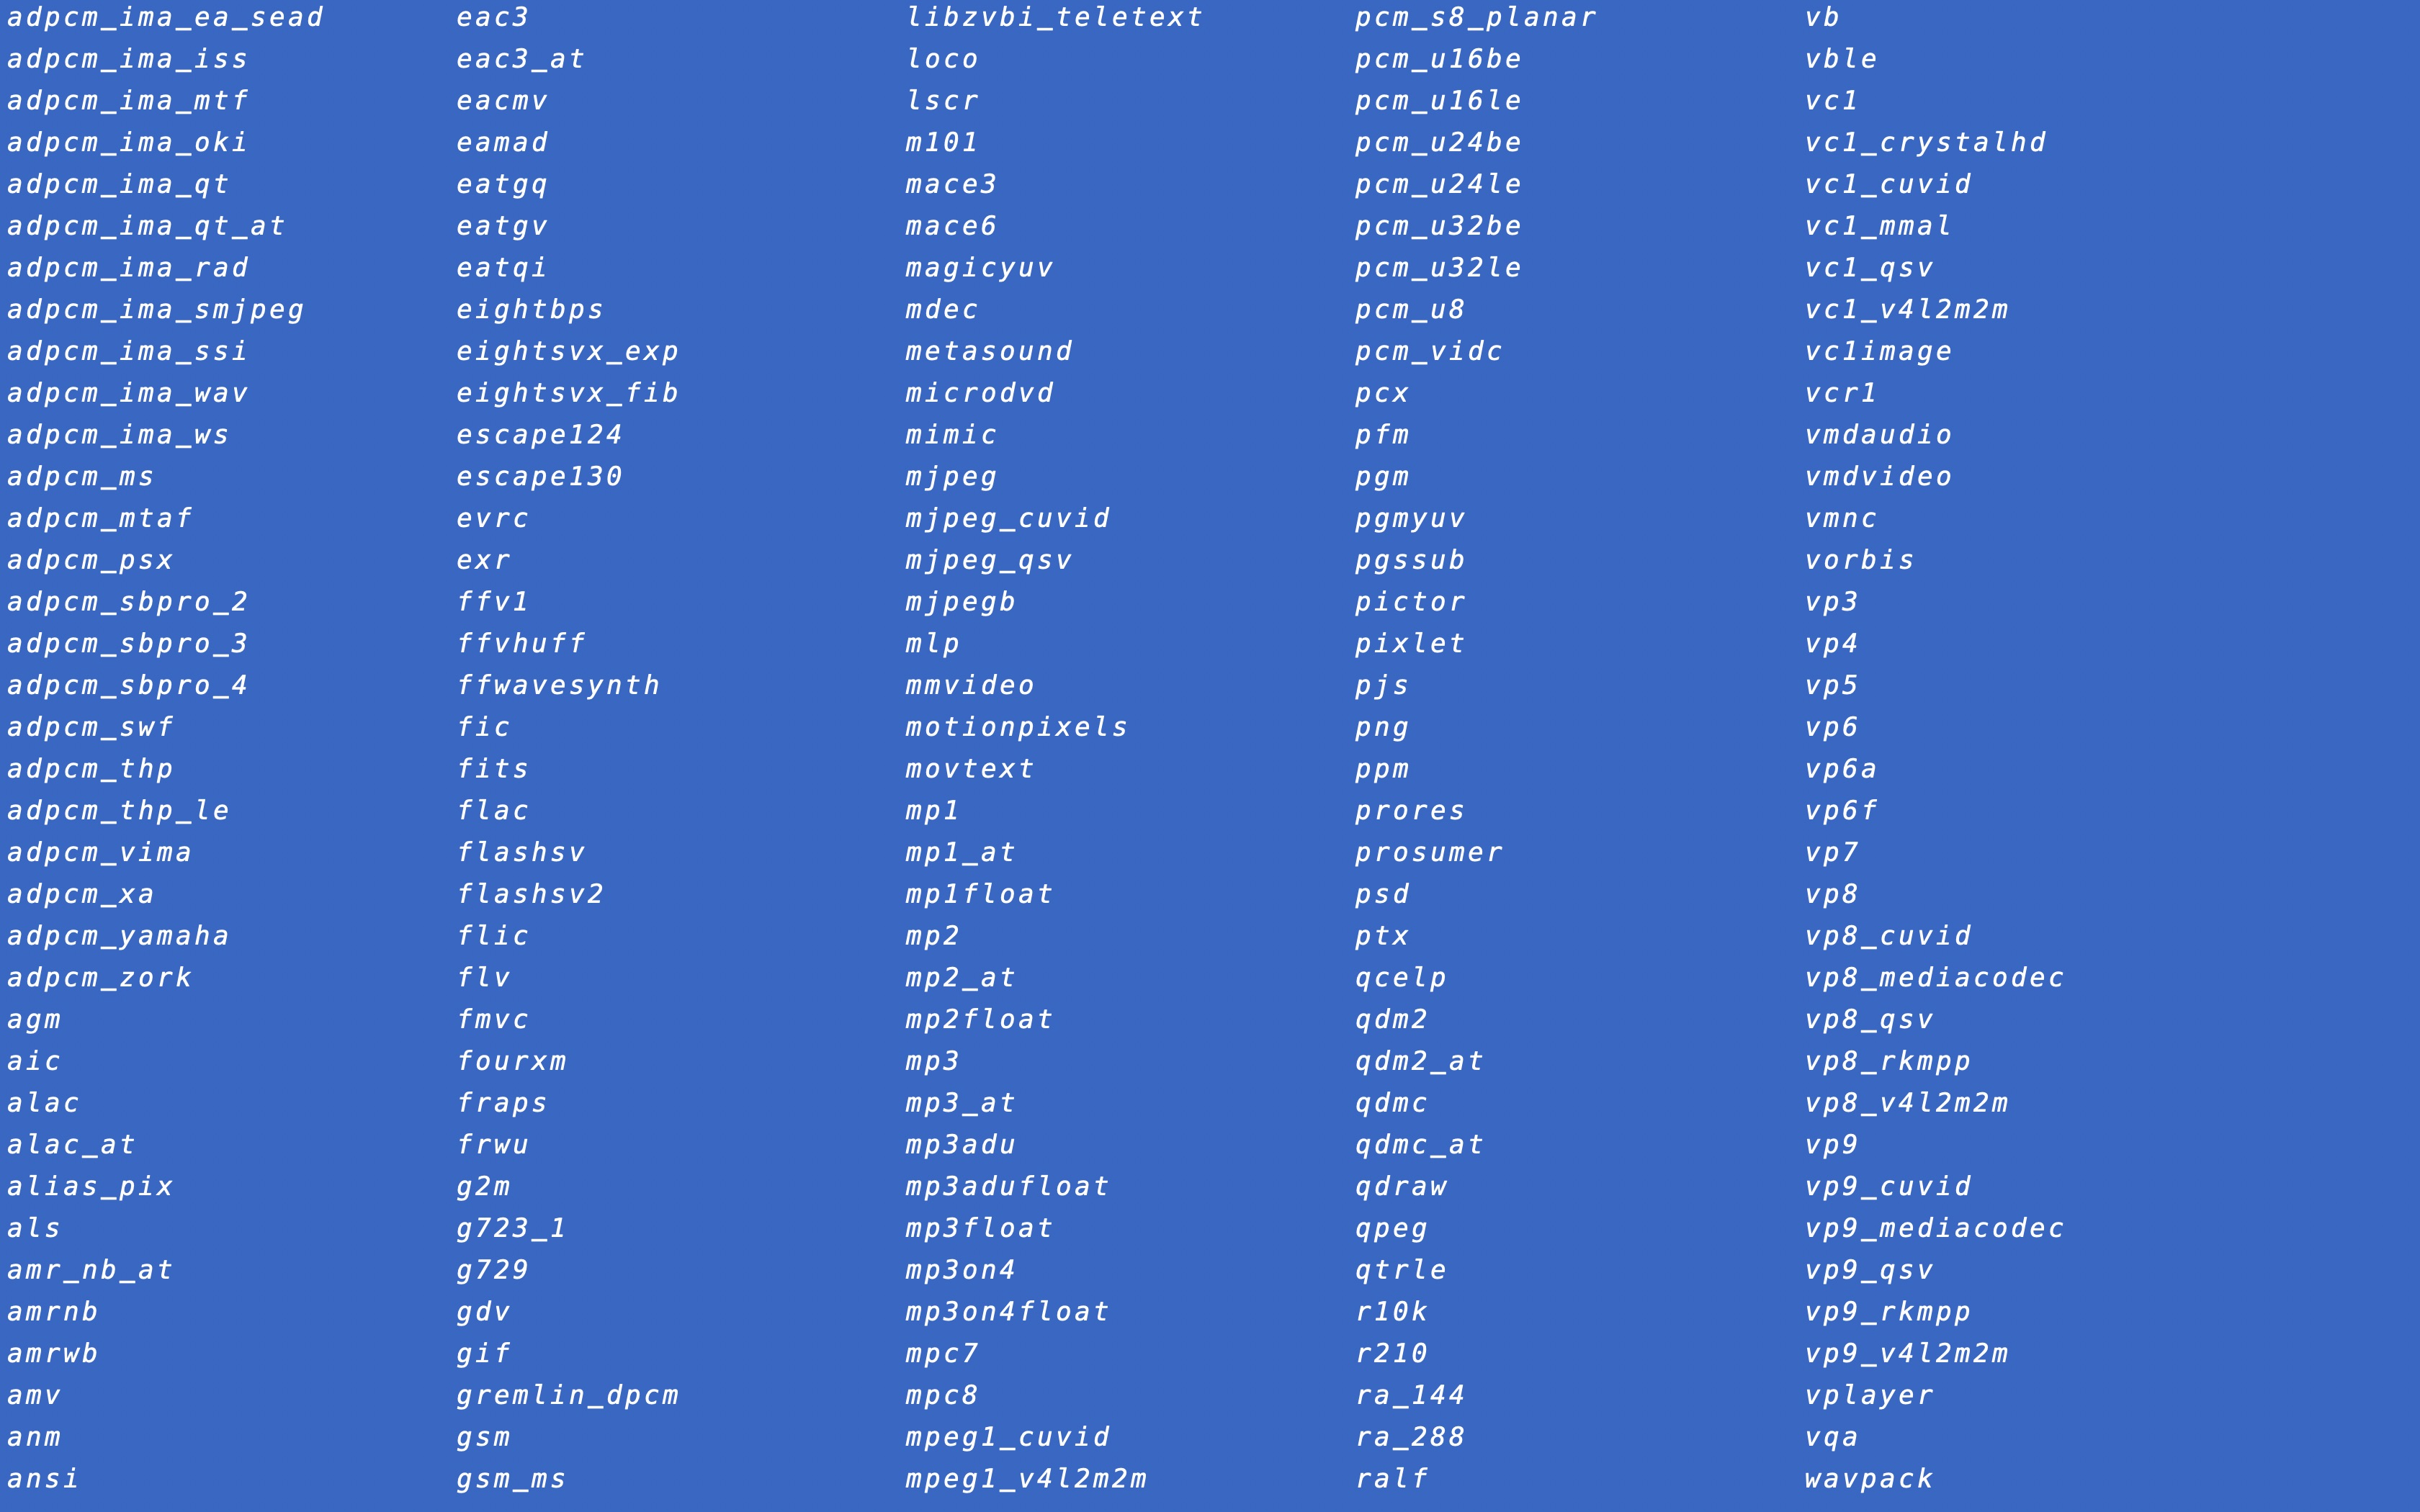 adpcm_ima_ea_sead eac3 libzvbi_teletext pcm_s8_planar vb
adpcm_ima_iss eac3_at loco pcm_u16be vble
adpcm_ima_mtf eacmv lscr pcm_u16le vc1
adpcm_ima_oki eamad m101 pcm_u24be vc1_crystalhd
adpcm_ima_qt eatgq mace3 pcm_u24le vc1_cuvid
adpcm_ima_qt_at eatgv mace6 pcm_u32be vc1_mmal
adpcm_ima_rad eatqi magicyuv pcm_u32le vc1_qsv
adpcm_ima_smjpeg eightbps mdec pcm_u8 vc1_v4l2m2m
adpcm_ima_ssi eightsvx_exp metasound pcm_vidc vc1image
adpcm_ima_wav eightsvx_fib microdvd pcx vcr1
adpcm_ima_ws escape124 mimic pfm vmdaudio
adpcm_ms escape130 mjpeg pgm vmdvideo
adpcm_mtaf evrc mjpeg_cuvid pgmyuv vmnc
adpcm_psx exr mjpeg_qsv pgssub vorbis
adpcm_sbpro_2 ffv1 mjpegb pictor vp3
adpcm_sbpro_3 ffvhuff mlp pixlet vp4
adpcm_sbpro_4 ffwavesynth mmvideo pjs vp5
adpcm_swf fic motionpixels png vp6
adpcm_thp fits movtext ppm vp6a
adpcm_thp_le flac mp1 prores vp6f
adpcm_vima flashsv mp1_at prosumer vp7
adpcm_xa flashsv2 mp1float psd vp8
adpcm_yamaha flic mp2 ptx vp8_cuvid
adpcm_zork flv mp2_at qcelp vp8_mediacodec
agm fmvc mp2float qdm2 vp8_qsv
aic fourxm mp3 qdm2_at vp8_rkmpp
alac fraps mp3_at qdmc vp8_v4l2m2m
alac_at frwu mp3adu qdmc_at vp9
alias_pix g2m mp3adufloat qdraw vp9_cuvid
als g723_1 mp3float qpeg vp9_mediacodec
amr_nb_at g729 mp3on4 qtrle vp9_qsv
amrnb gdv mp3on4float r10k vp9_rkmpp
amrwb gif mpc7 r210 vp9_v4l2m2m
amv gremlin_dpcm mpc8 ra_144 vplayer
anm gsm mpeg1_cuvid ra_288 vqa
ansi gsm_ms mpeg1_v4l2m2m ralf wavpack